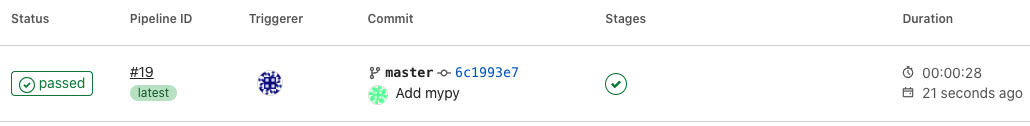 Status Pipeline ID Triggerer Commit Stages Duration
passed #19 master 6c1993e7 00:00:28
latest Add mypy 21 seconds ago